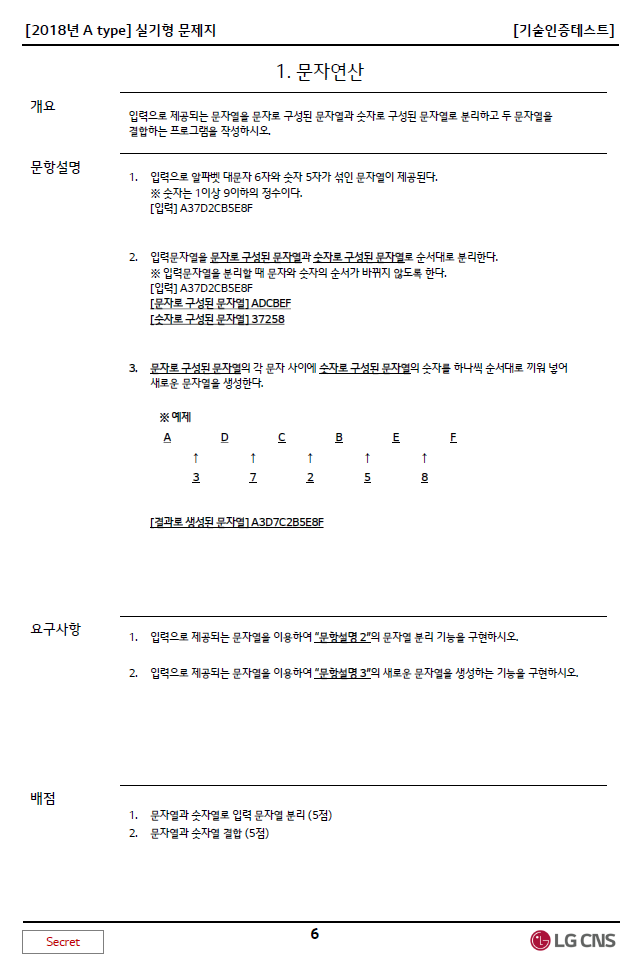 [2018년 A type] 실기형 문제지
[기술인증테스트]
1. 문자연산
개요
입력으로 제공되는 문자열을 문자로 구성된 문자열과 숫자로 구성된 문자열로 분리하고 두 문자열을
결합하는 프로그램을 작성하시오.
문항설명
1. 입력으로 알파벳 대문자 6자와 숫자 5자가 섞인 문자열이 제공된다.
※ 숫자는 1이상 9이하의 정수이다.
[입력] A37D2CB5E8F
2. 입력문자열을 문자로 구성된 문자열과 숫자로 구성된 문자열로 순서대로 분리한다.
※ 입력문자열을 분리할 때 문자와 숫자의 순서가 바뀌지 않도록 한다.
[입력] A37D2CB5E8F
[문자로 구성된 문자열] ADCBEF
[숫자로 구성된 문자열] 37258
3. 문자로 구성된 문자열의 각 문자 사이에 숫자로 구성된 문자열의 숫자를 하나씩 순서대로 끼워 넣어
새로운 문자열을 생성한다.
※ 예제
A D C B E F
↑ ↑ ↑ ↑ ↑
3 7 2 5 8
[결과로 생성된 문자열] A3D7C2B5E8F
요구사항
1. 입력으로 제공되는 문자열을 이용하여 "문항설명 2"의 문자열 분리 기능을 구현하시오.
2. 입력으로 제공되는 문자열을 이용하여 "문항설명 3"의 새로운 문자열을 생성하는 기능을 구현하시오.
배점
1. 문자열과 숫자열로 입력 문자열 분리 (5점)
2. 문자열과 숫자열 결합 (5점)
Secret
6
LG CNS